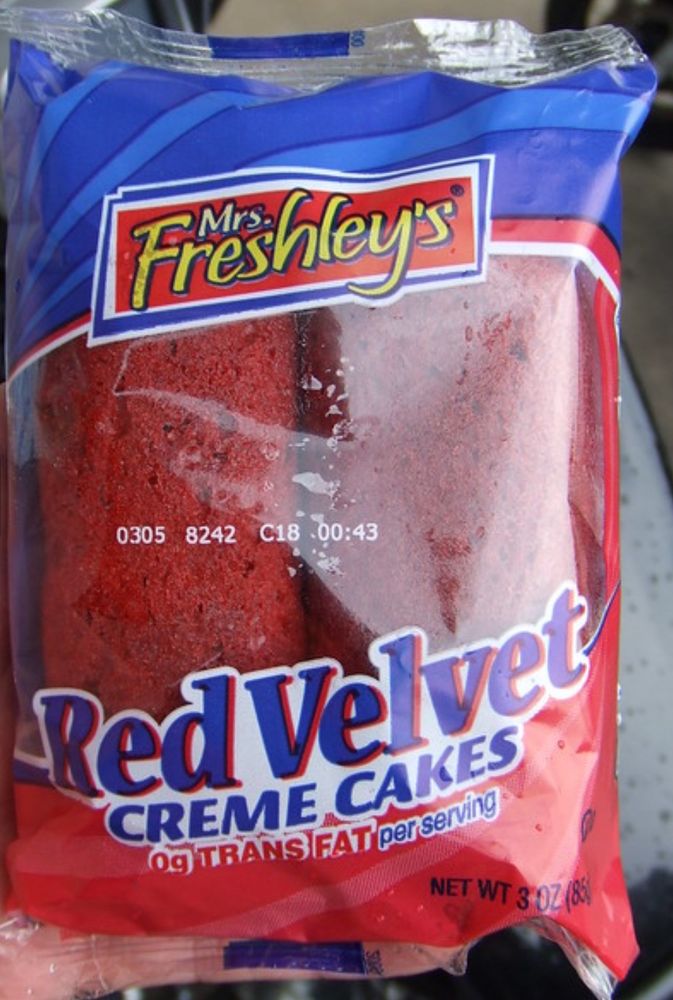 Mrs.
Freshley's®
0305 8242 C18 00:43
Red Velvet
CREME CAKES
0g TRANS FAT per serving
NET WT 3 OZ (85